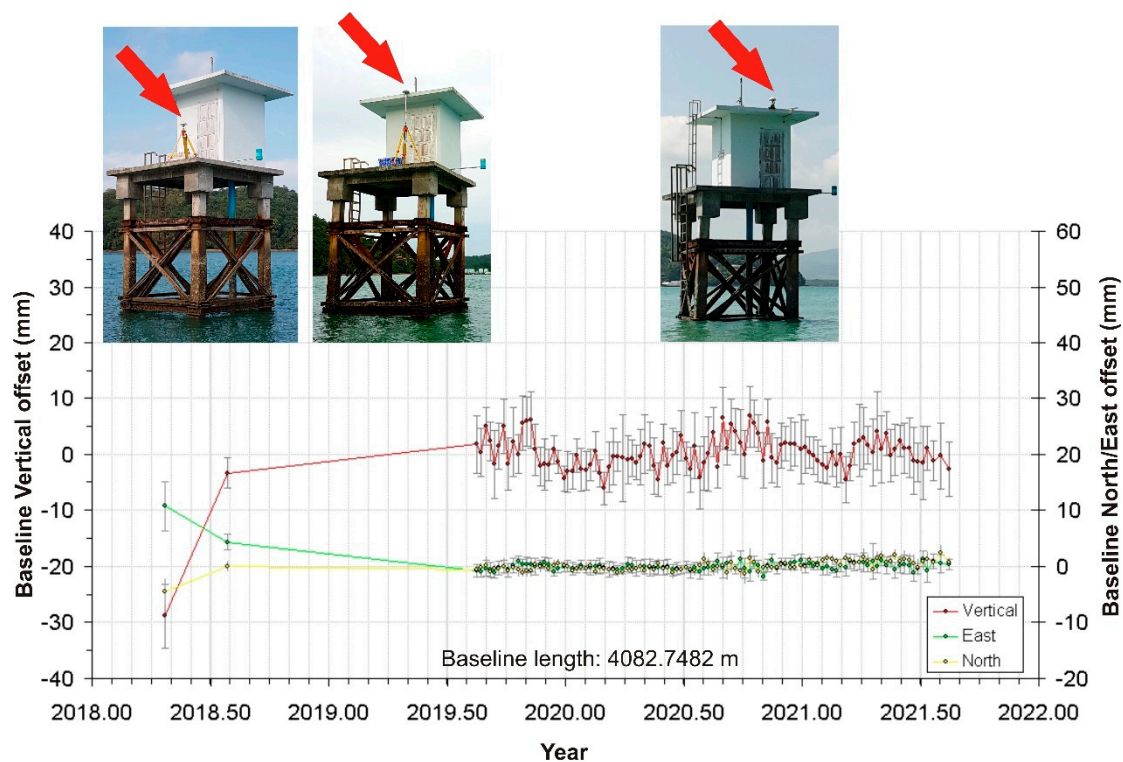 40
30
20
10
0
-10
-20
-30
-40
Baseline Vertical offset (mm)
60
50
40
30
20
10
0
-10
-20
Baseline North/East offset (mm)
Vertical
East
North
Baseline length: 4082.7482 m
2018.00 2018.50 2019.00 2019.50 2020.00 2020.50 2021.00 2021.50 2022.00
Year